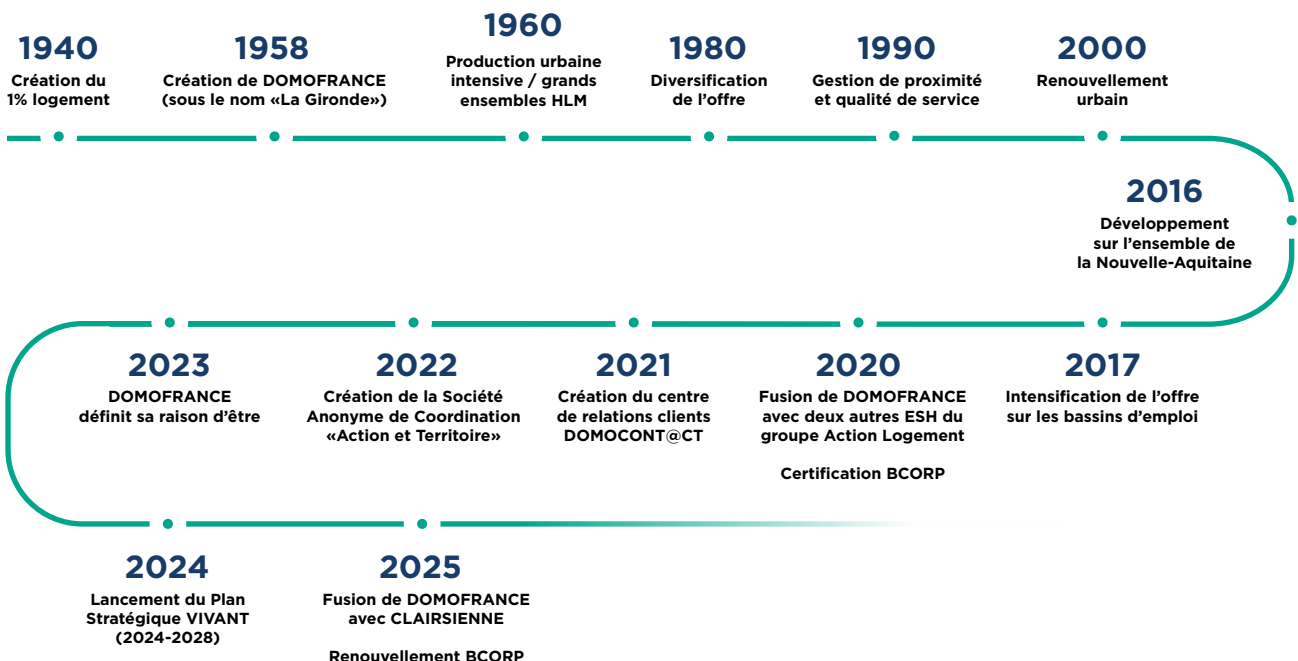 1940
Création du
1% logement
1958
Création de DOMOFRANCE
(sous le nom «La Gironde»)
1960
Production urbaine
intensive / grands
ensembles HLM
1980
Diversification
de l'offre
1990
Gestion de proximité
et qualité de service
2000
Renouvellement
urbain
2016
Développement
sur l'ensemble de
la Nouvelle-Aquitaine
2017
Intensification de l'offre
sur les bassins d'emploi
2020
Fusion de DOMOFRANCE
avec deux autres ESH du
groupe Action Logement
Certification BCORP
2021
Création du centre
de relations clients
DOMOCONT@CT
2022
Création de la Société
Anonyme de Coordination
«Action et Territoire»
2023
DOMOFRANCE
définit sa raison d'être
2024
Lancement du Plan
Stratégique VIVANT
(2024-2028)
2025
Fusion de DOMOFRANCE
avec CLAIRSIENNE
Renouvellement BCORP